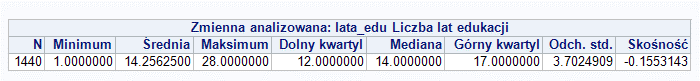 Zmienna analizowana: lata_edu Liczba lat edukacji
N Minimum Średnia Maksimum Dolny kwartyl Mediana Górny kwartyl Odch. std. Skośność
1440 1.0000000 14.2562500 28.0000000 12.0000000 14.0000000 17.0000000 3.7024909 -0.1553144